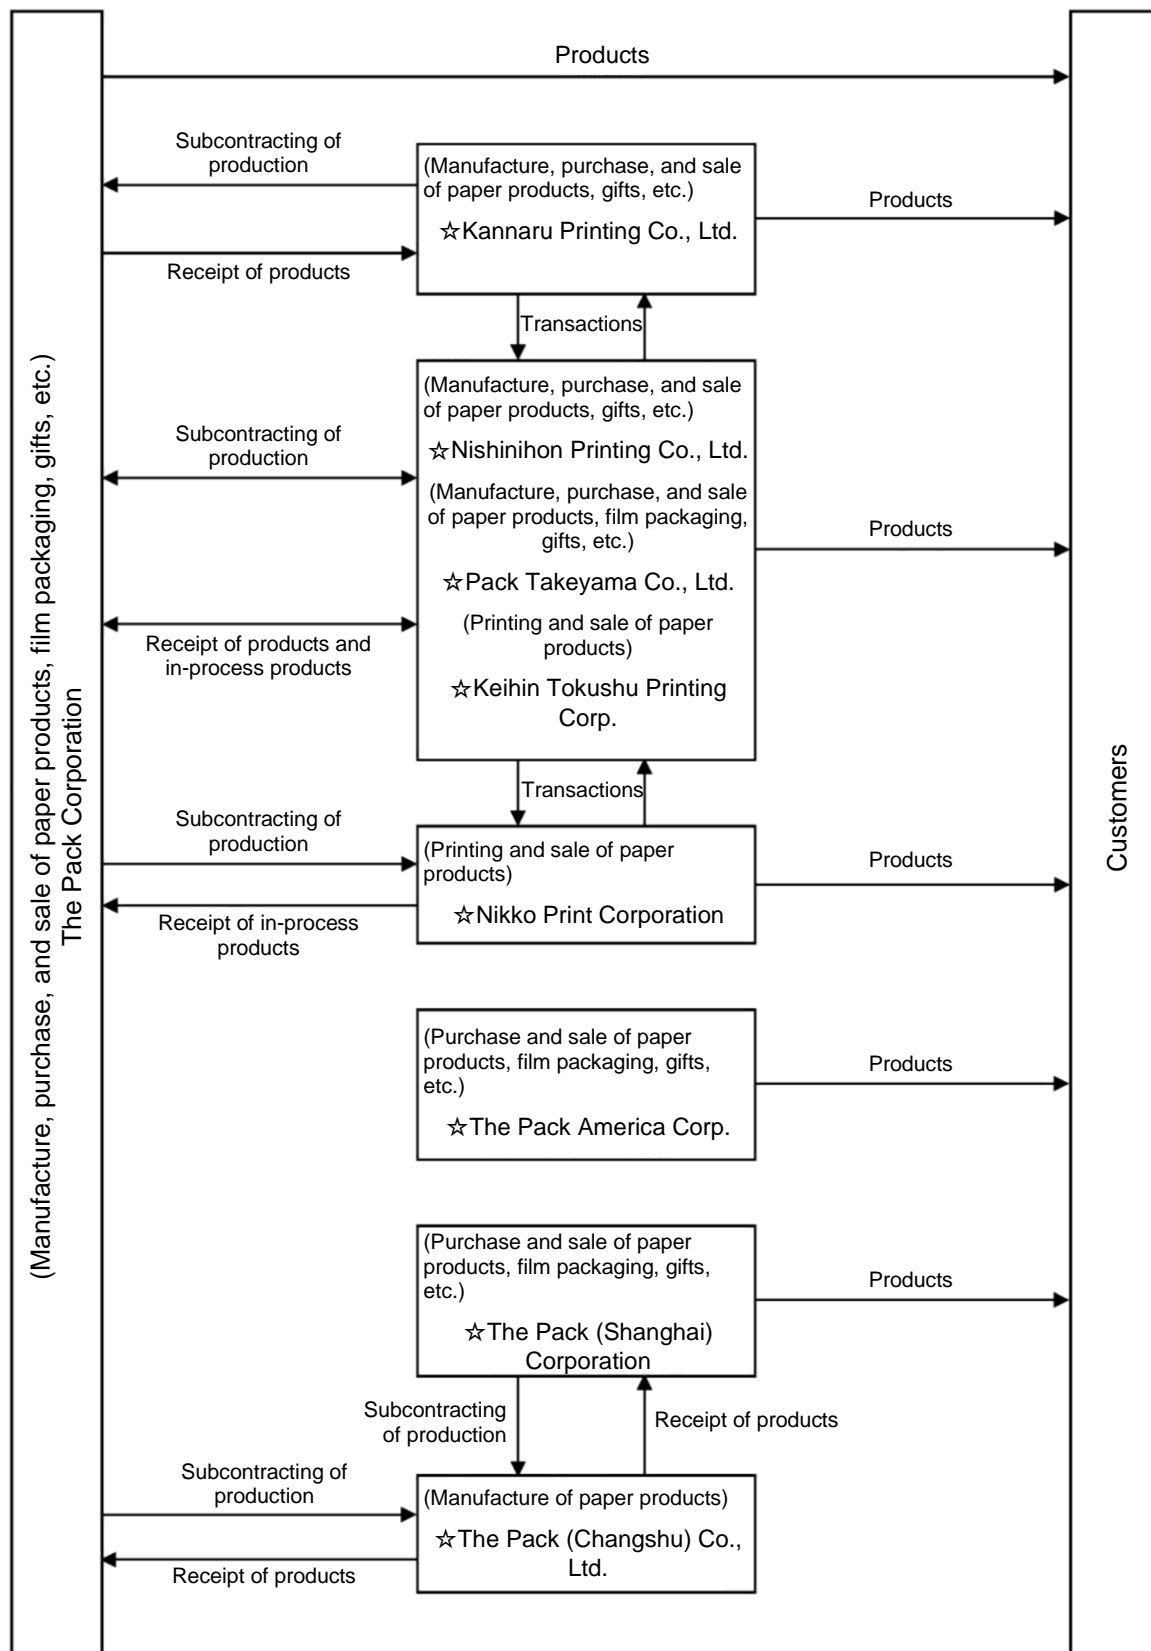 (Manufacture, purchase, and sale of paper products, film packaging, gifts, etc.)
The Pack Corporation
Products
Subcontracting of
production
(Manufacture, purchase, and sale
of paper products, gifts, etc.)
☆Kannaru Printing Co., Ltd.
Products
Receipt of products
Transactions
(Manufacture, purchase, and sale
of paper products, gifts, etc.)
☆Nishinihon Printing Co., Ltd.
(Manufacture, purchase, and sale
of paper products, film packaging,
gifts, etc.)
☆Pack Takeyama Co., Ltd.
(Printing and sale of paper
products)
☆Keihin Tokushu Printing
Corp.
Subcontracting of
production
Products
Receipt of products and
in-process products
Transactions
Subcontracting of
production
(Printing and sale of paper
products)
☆Nikko Print Corporation
Products
Receipt of in-process
products
(Purchase and sale of paper
products, film packaging, gifts,
etc.)
☆The Pack America Corp.
Products
(Purchase and sale of paper
products, film packaging, gifts,
etc.)
☆The Pack (Shanghai)
Corporation
Products
Subcontracting
of production
Receipt of products
Subcontracting of
production
(Manufacture of paper products)
☆The Pack (Changshu) Co.,
Ltd.
Receipt of products
Customers